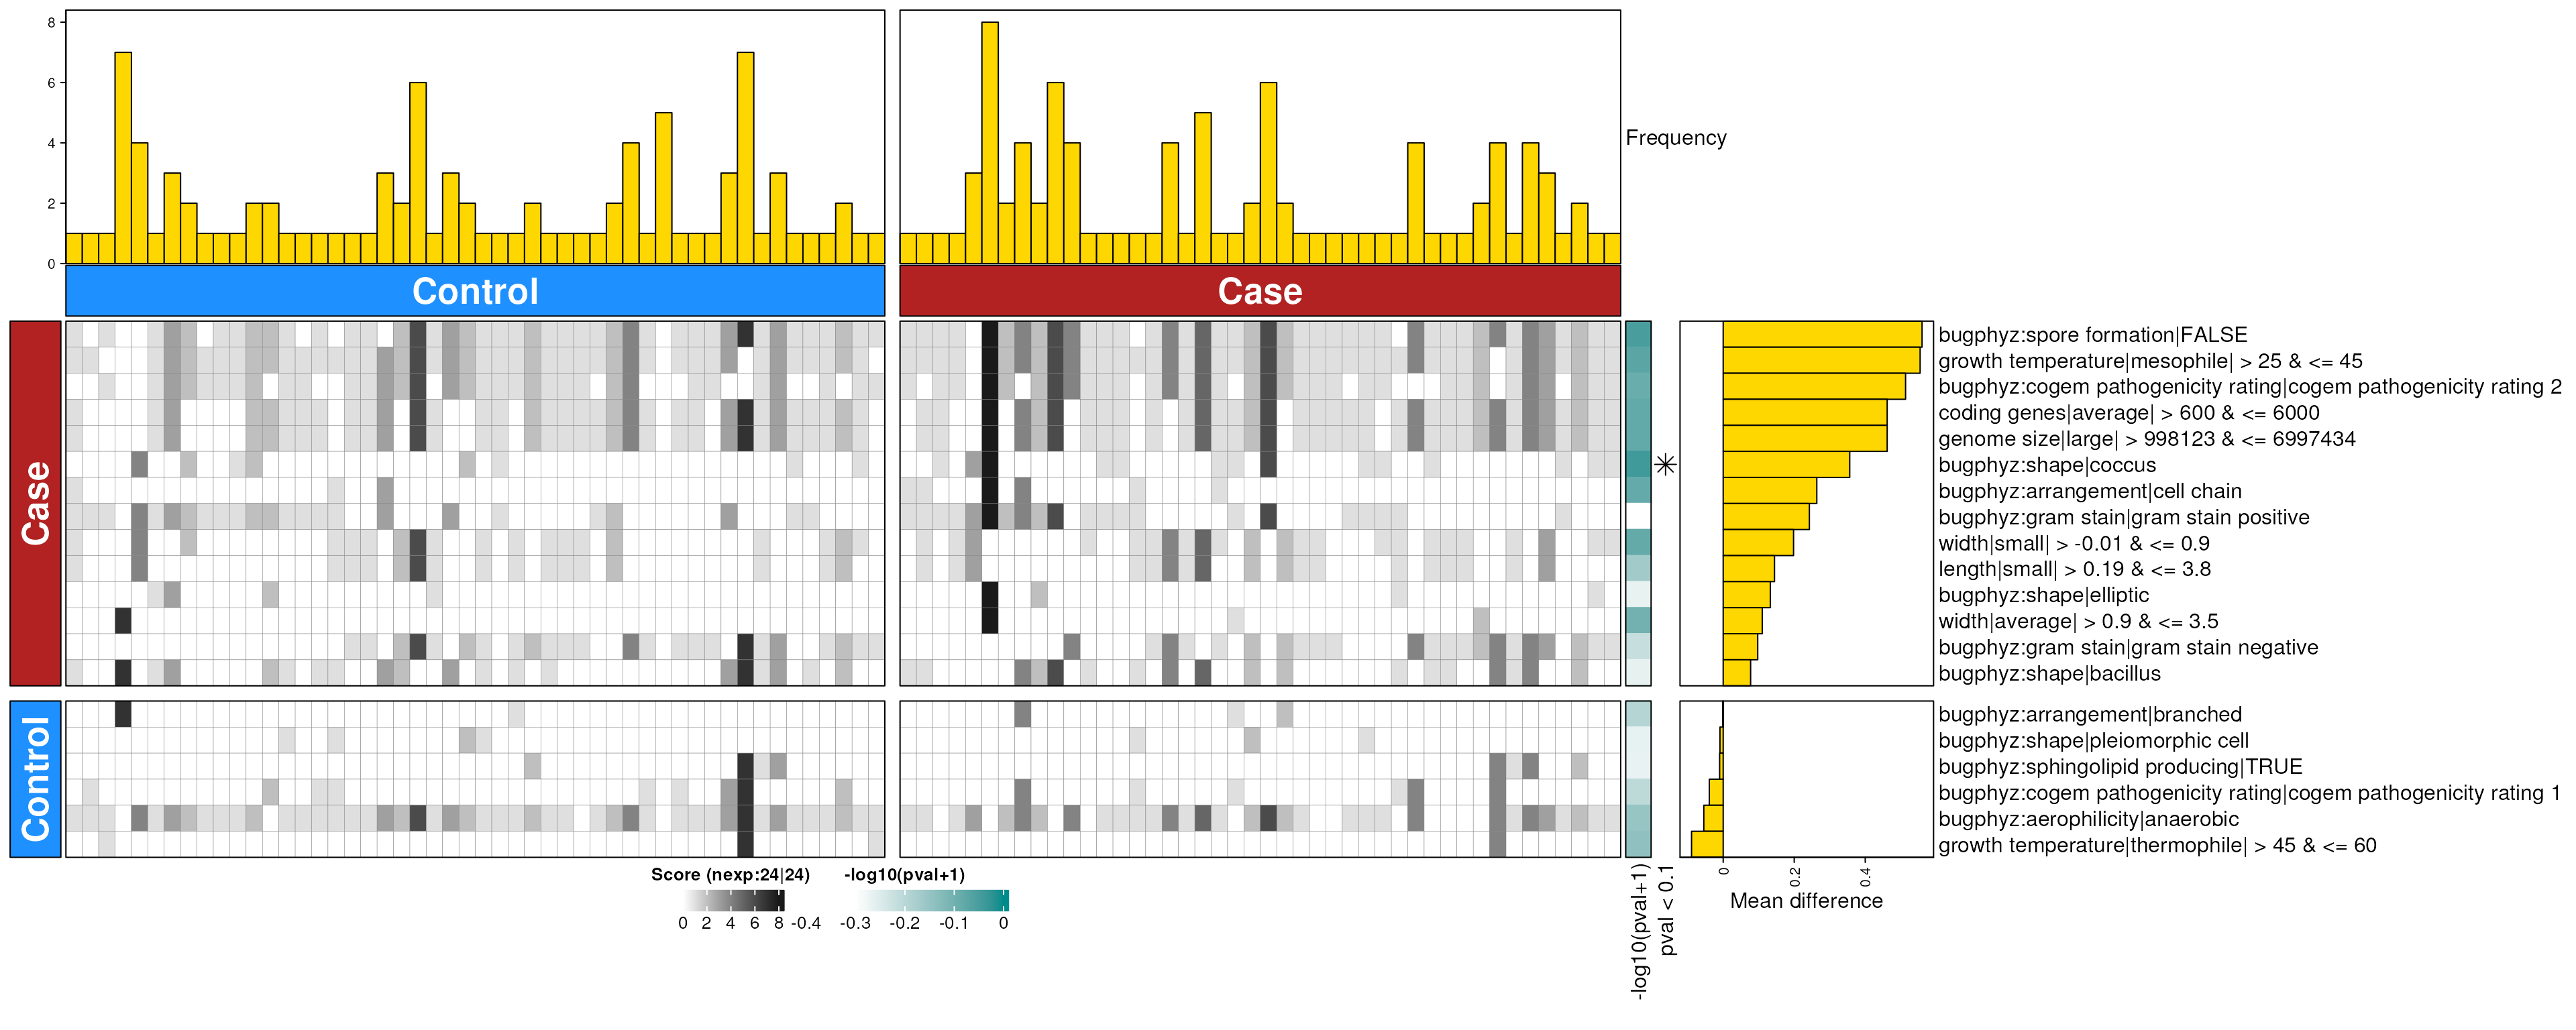 8
6
4
2
0
Frequency
Control
Case
Case
bugphyz:spore formation|FALSE
growth temperature|mesophile| > 25 & <= 45
bugphyz:cogem pathogenicity rating|cogem pathogenicity rating 2
coding genes|average| > 600 & <= 6000
genome size|large| > 998123 & <= 6997434
bugphyz:shape|coccus
bugphyz:arrangement|cell chain
bugphyz:gram stain|gram stain positive
width|small| > -0.01 & <= 0.9
length|small| > 0.19 & <= 3.8
bugphyz:shape|elliptic
width|average| > 0.9 & <= 3.5
bugphyz:gram stain|gram stain negative
bugphyz:shape|bacillus
Control
bugphyz:arrangement|branched
bugphyz:shape|pleiomorphic cell
bugphyz:sphingolipid producing|TRUE
bugphyz:cogem pathogenicity rating|cogem pathogenicity rating 1
bugphyz:aerophilicity|anaerobic
growth temperature|thermophile| > 45 & <= 60
-log10(pval+1)
pval < 0.1
0 0.2 0.4
Mean difference
Score (nexp:24|24)
0 2 4 6 8
-log10(pval+1)
-0.4 -0.3 -0.2 -0.1 0